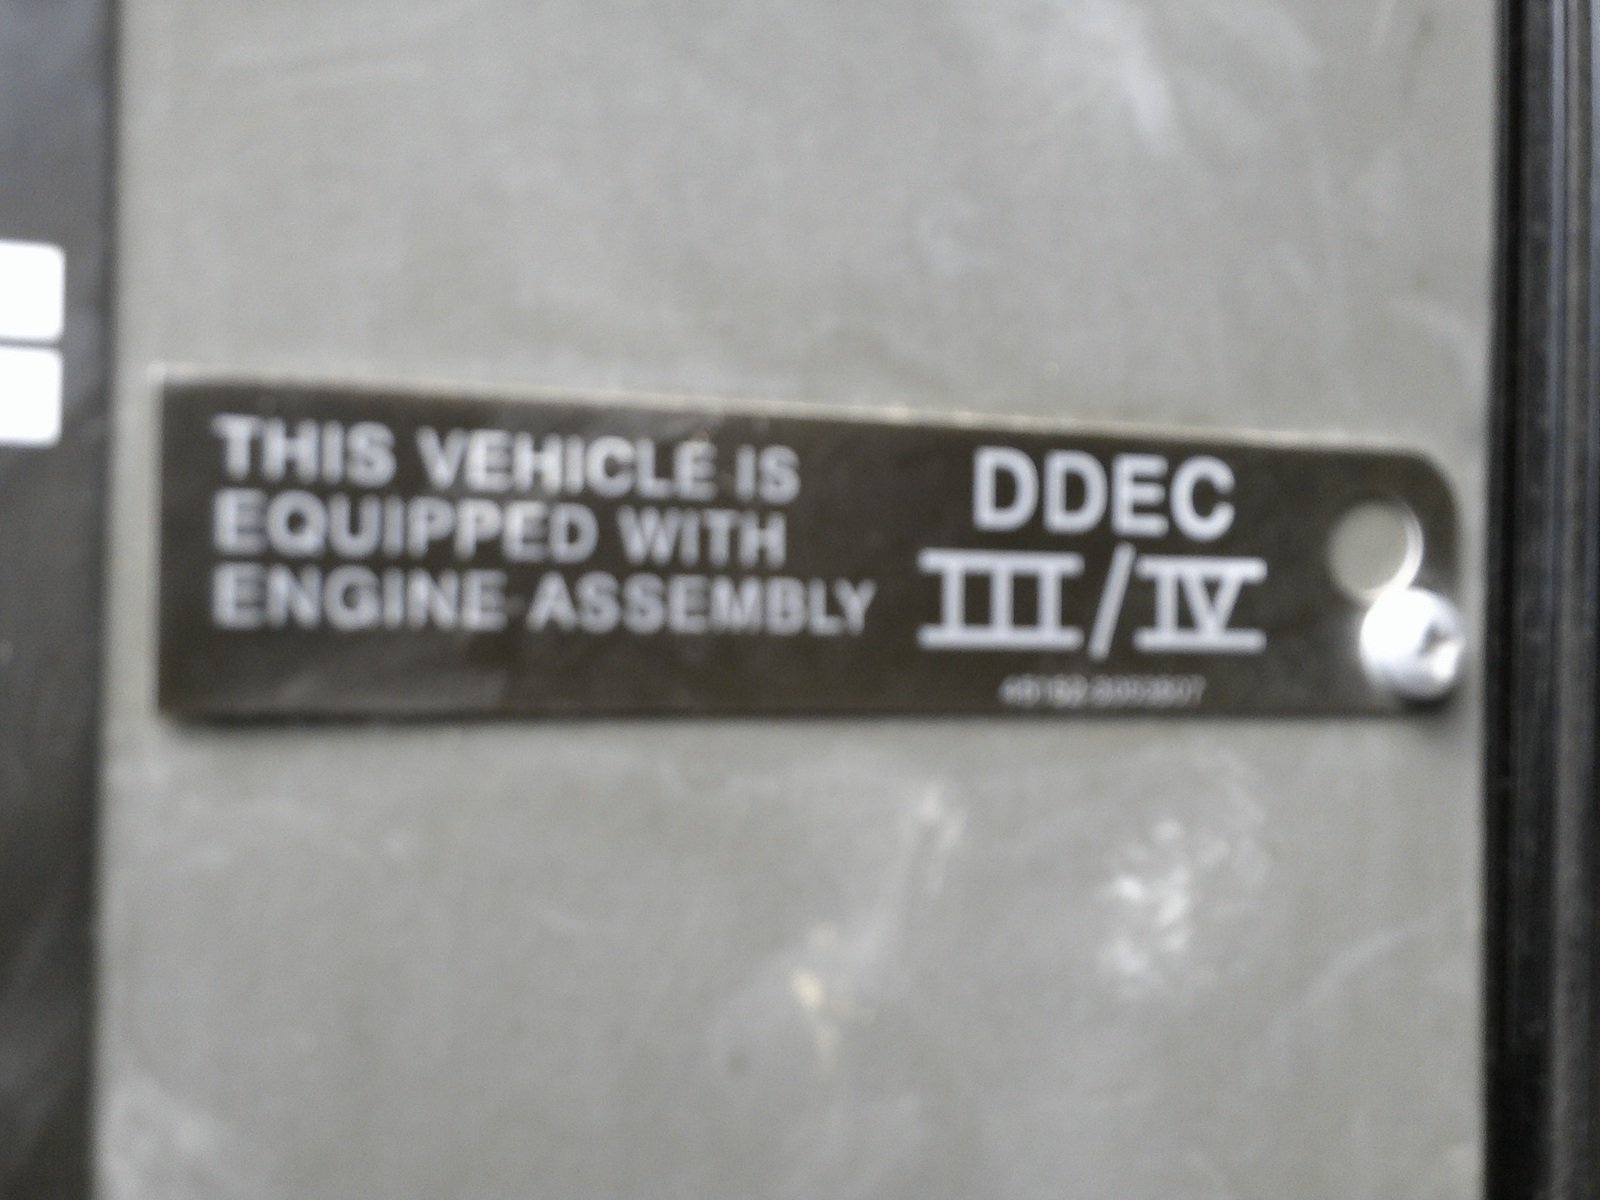 THIS VEHICLE IS
EQUIPPED WITH
ENGINE ASSEMBLY
DDEC
III/IV